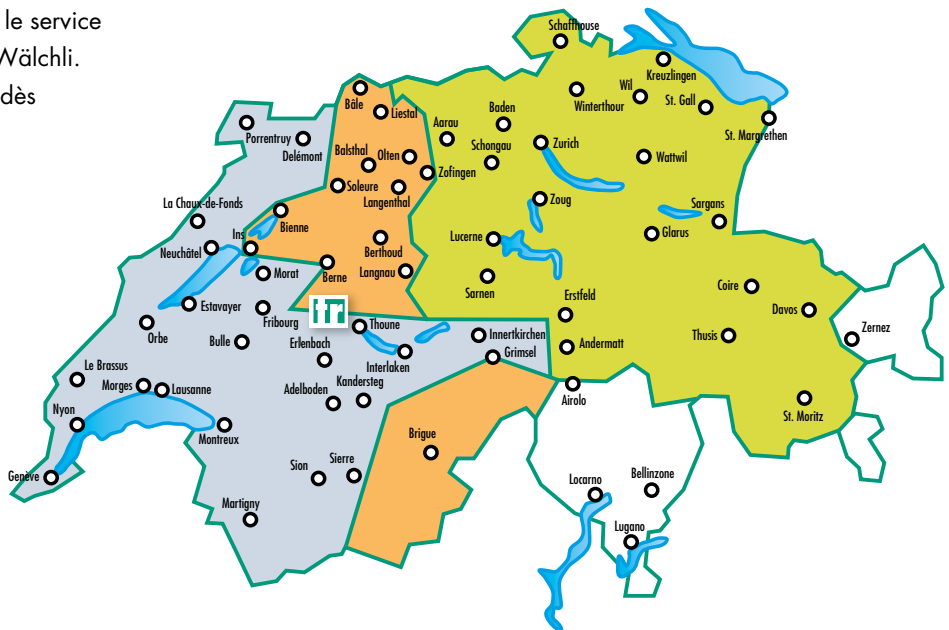 le service
Wälchli.
dès
Schaffhouse
Kreuzlingen
Wil
Winterthour
St. Gall
St. Margrethen
Bâle
Liestal
Baden
Aarau
Porrentruy
Delémont
Balsthal
Olten
Schongau
Zurich
Wattwil
Zofingen
Soleure
Langenthal
La Chaux-de-Fonds
Zoug
Sargans
Bienne
Ins
Neuchâtel
Berthoud
Lucerne
Glarus
Morat
Berne
Langnau
Sarnen
Coire
Erstfeld
Estavayer
Fribourg
Davos
Thoune
Orbe
Bulle
Erlenbach
Innertkirchen
Andermatt
Thusis
Zernez
Interlaken
Grimsel
Le Brassus
Morges
Lausanne
Adelboden
Kandersteg
Airolo
St. Moritz
Nyon
Montreux
Brigue
Genève
Sion
Sierre
Locarno
Bellinzone
Martigny
Lugano